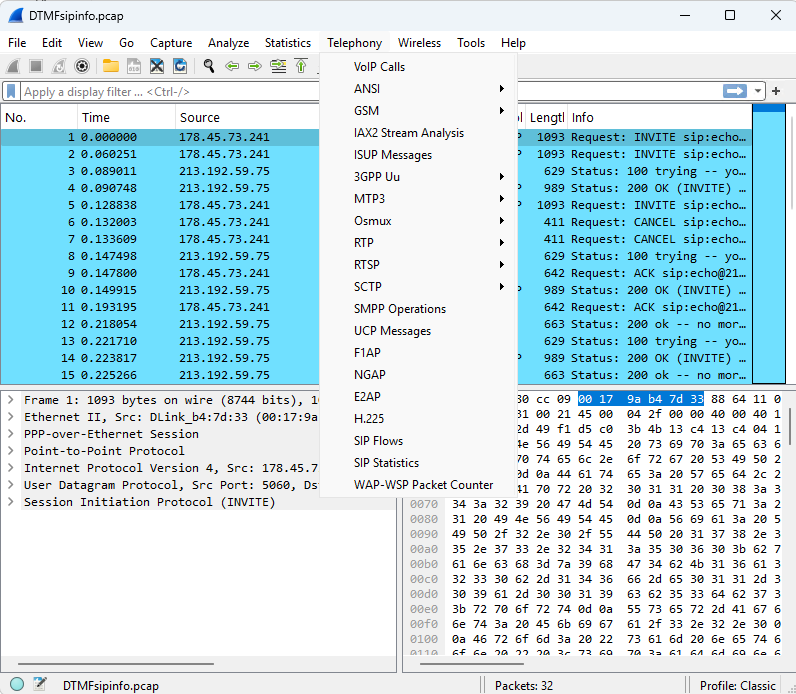 DTMFsipinfo.pcap
File Edit View Go Capture Analyze Statistics Telephony Wireless Tools Help
Apply a display filter ... <Ctrl-/>
VoIP Calls
ANSI
GSM
IAX2 Stream Analysis
ISUP Messages
3GPP Uu
MTP3
Osmux
RTP
RTSP
SCTP
SMPP Operations
UCP Messages
F1AP
NGAP
E2AP
H.225
SIP Flows
SIP Statistics
WAP-WSP Packet Counter
No. Time Source Lengtl Info
1 0.000000 178.45.73.241 1093 Request: INVITE sip:echo…
2 0.060251 178.45.73.241 1093 Request: INVITE sip:echo…
3 0.089011 213.192.59.75 629 Status: 100 trying -- yo…
4 0.090748 213.192.59.75 989 Status: 200 OK (INVITE) …
5 0.128838 178.45.73.241 1093 Request: INVITE sip:echo…
6 0.132003 178.45.73.241 411 Request: CANCEL sip:echo…
7 0.133609 178.45.73.241 411 Request: CANCEL sip:echo…
8 0.147498 213.192.59.75 629 Status: 100 trying -- yo…
9 0.147800 178.45.73.241 642 Request: ACK sip:echo@21…
10 0.149915 213.192.59.75 989 Status: 200 OK (INVITE) …
11 0.193195 178.45.73.241 642 Request: ACK sip:echo@21…
12 0.218054 213.192.59.75 663 Status: 200 ok -- no mor…
13 0.221710 213.192.59.75 629 Status: 100 trying -- yo…
14 0.223817 213.192.59.75 989 Status: 200 OK (INVITE) …
15 0.225266 213.192.59.75 663 Status: 200 ok -- no mor…
Frame 1: 1093 bytes on wire (8744 bits), 1
Ethernet II, Src: DLink_b4:7d:33 (00:17:9a
PPP-over-Ethernet Session
Point-to-Point Protocol
Internet Protocol Version 4, Src: 178.45.7
User Datagram Protocol, Src Port: 5060, Ds
Session Initiation Protocol (INVITE)
cc 09 00 17 9a b4 7d 33 88 64 11 0
31 00 21 45 00 04 2f 00 00 40 00 40 1
2d 49 f1 d5 c0 3b 4b 13 c4 13 c4 04 1
4e 56 49 54 45 20 73 69 70 3a 65 63 6
70 74 65 6c 2e 6f 72 67 20 53 49 50 2
0d 0a 44 61 74 65 3a 20 57 65 64 2c 2
41 70 72 20 32 30 31 31 20 30 38 3a 3
0070 34 3a 32 39 20 47 4d 54 0d 0a 43 53 65 71 3a 2
0080 31 20 49 4e 56 49 54 45 0d 0a 56 69 61 3a 20 5
0090 49 50 2f 32 2e 30 2f 55 44 50 20 31 37 38 2e 3
00a0 35 2e 37 33 2e 32 34 31 3a 35 30 36 30 3b 62 7
00b0 61 6e 63 68 3d 7a 39 68 47 34 62 4b 31 36 61 3
00c0 32 33 30 62 2d 31 34 36 66 2d 65 30 31 31 2d 3
00d0 30 39 61 2d 30 30 31 39 63 62 35 33 64 62 37 3
00e0 3b 72 70 6f 72 74 0d 0a 55 73 65 72 2d 41 67 6
00f0 6e 74 3a 20 45 6b 69 67 61 2f 33 2e 32 2e 30 0
0100 0a 46 72 6f 6d 3a 20 22 73 61 6d 20 6e 65 74 6
0110 6f 6e 20 22 20 3c 73 69 70 3a 61 64 6d 69 6e 6
DTMFsipinfo.pcap Packets: 32 Profile: Classic